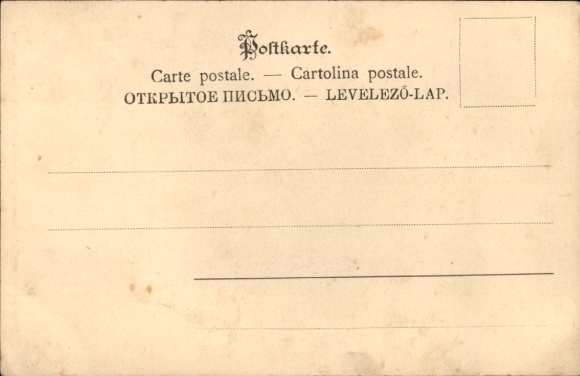 Postkarte.
Carte postale. — Cartolina postale.
ОТКРЫТОЕ ПИСЬМО. — LEVELEZŐ-LAP.